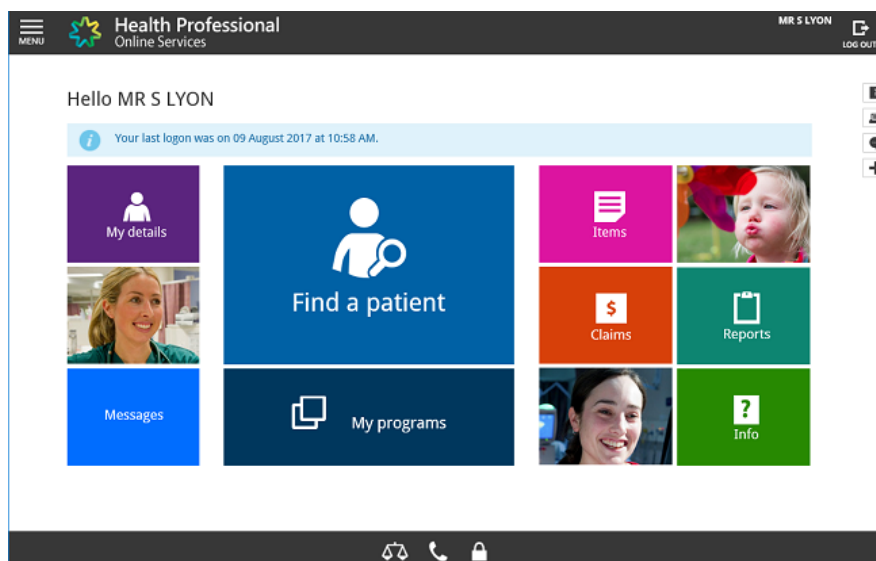 MENU
Health Professional
Online Services
MR S LYON
LOG OUT
Hello MR S LYON
Your last logon was on 09 August 2017 at 10:58 AM.
My details
Find a patient
Items
Claims
Reports
Messages
My programs
Info